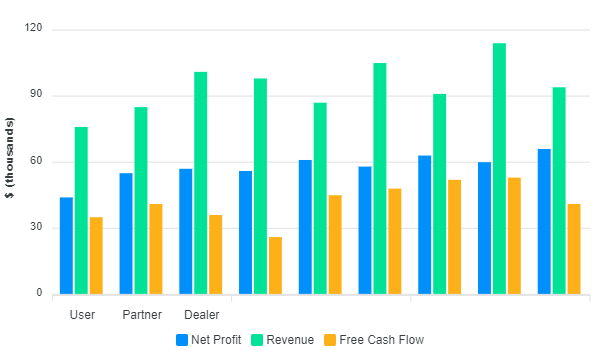 120
90
60
30
0
$ (thousands)
User Partner Dealer
Net Profit Revenue Free Cash Flow